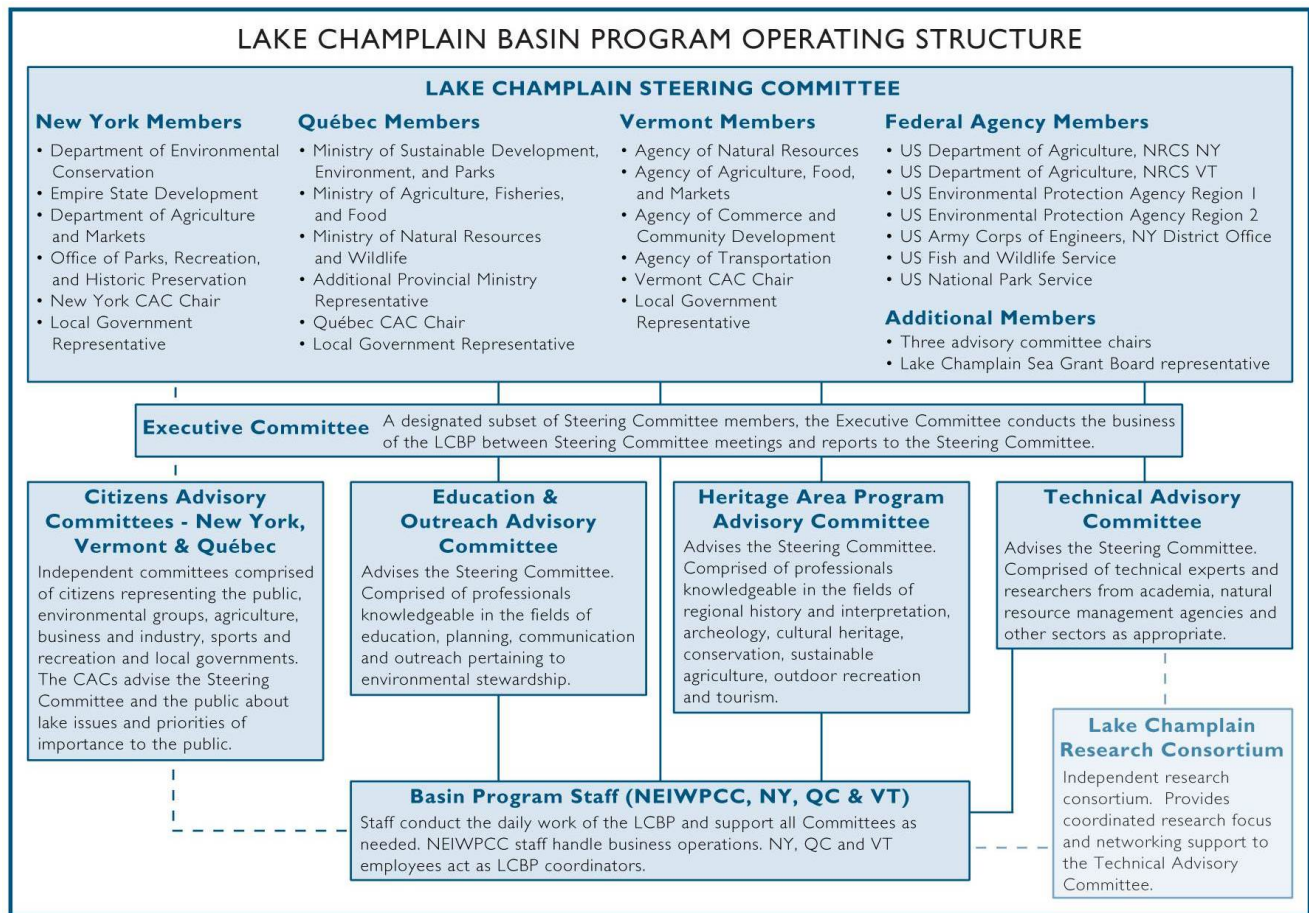 LAKE CHAMPLAIN BASIN PROGRAM OPERATING STRUCTURE
LAKE CHAMPLAIN STEERING COMMITTEE
New York Members
• Department of Environmental
Conservation
• Empire State Development
• Department of Agriculture
and Markets
• Office of Parks, Recreation,
and Historic Preservation
• New York CAC Chair
• Local Government
Representative
Québec Members
• Ministry of Sustainable Development,
Environment, and Parks
• Ministry of Agriculture, Fisheries,
and Food
• Ministry of Natural Resources
and Wildlife
• Additional Provincial Ministry
Representative
• Québec CAC Chair
• Local Government Representative
Vermont Members
• Agency of Natural Resources
• Agency of Agriculture, Food,
and Markets
• Agency of Commerce and
Community Development
• Agency of Transportation
• Vermont CAC Chair
• Local Government
Representative
Federal Agency Members
• US Department of Agriculture, NRCS NY
• US Department of Agriculture, NRCS VT
• US Environmental Protection Agency Region 1
• US Environmental Protection Agency Region 2
• US Army Corps of Engineers, NY District Office
• US Fish and Wildlife Service
• US National Park Service
Additional Members
• Three advisory committee chairs
• Lake Champlain Sea Grant Board representative
Executive Committee
A designated subset of Steering Committee members, the Executive Committee conducts the business
of the LCBP between Steering Committee meetings and reports to the Steering Committee.
Citizens Advisory
Committees - New York,
Vermont & Québec
Independent committees comprised
of citizens representing the public,
environmental groups, agriculture,
business and industry, sports and
recreation and local governments.
The CACs advise the Steering
Committee and the public about
lake issues and priorities of
importance to the public.
Education &
Outreach Advisory
Committee
Advises the Steering Committee.
Comprised of professionals
knowledgeable in the fields of
education, planning, communication
and outreach pertaining to
environmental stewardship.
Heritage Area Program
Advisory Committee
Advises the Steering Committee.
Comprised of professionals
knowledgeable in the fields of
regional history and interpretation,
archeology, cultural heritage,
conservation, sustainable
agriculture, outdoor recreation
and tourism.
Technical Advisory
Committee
Advises the Steering Committee.
Comprised of technical experts and
researchers from academia, natural
resource management agencies and
other sectors as appropriate.
Lake Champlain
Research Consortium
Independent research
consortium. Provides
coordinated research focus
and networking support to
the Technical Advisory
Committee.
Basin Program Staff (NEIWPCC, NY, QC & VT)
Staff conduct the daily work of the LCBP and support all Committees as
needed. NEIWPCC staff handle business operations. NY, QC and VT
employees act as LCBP coordinators.